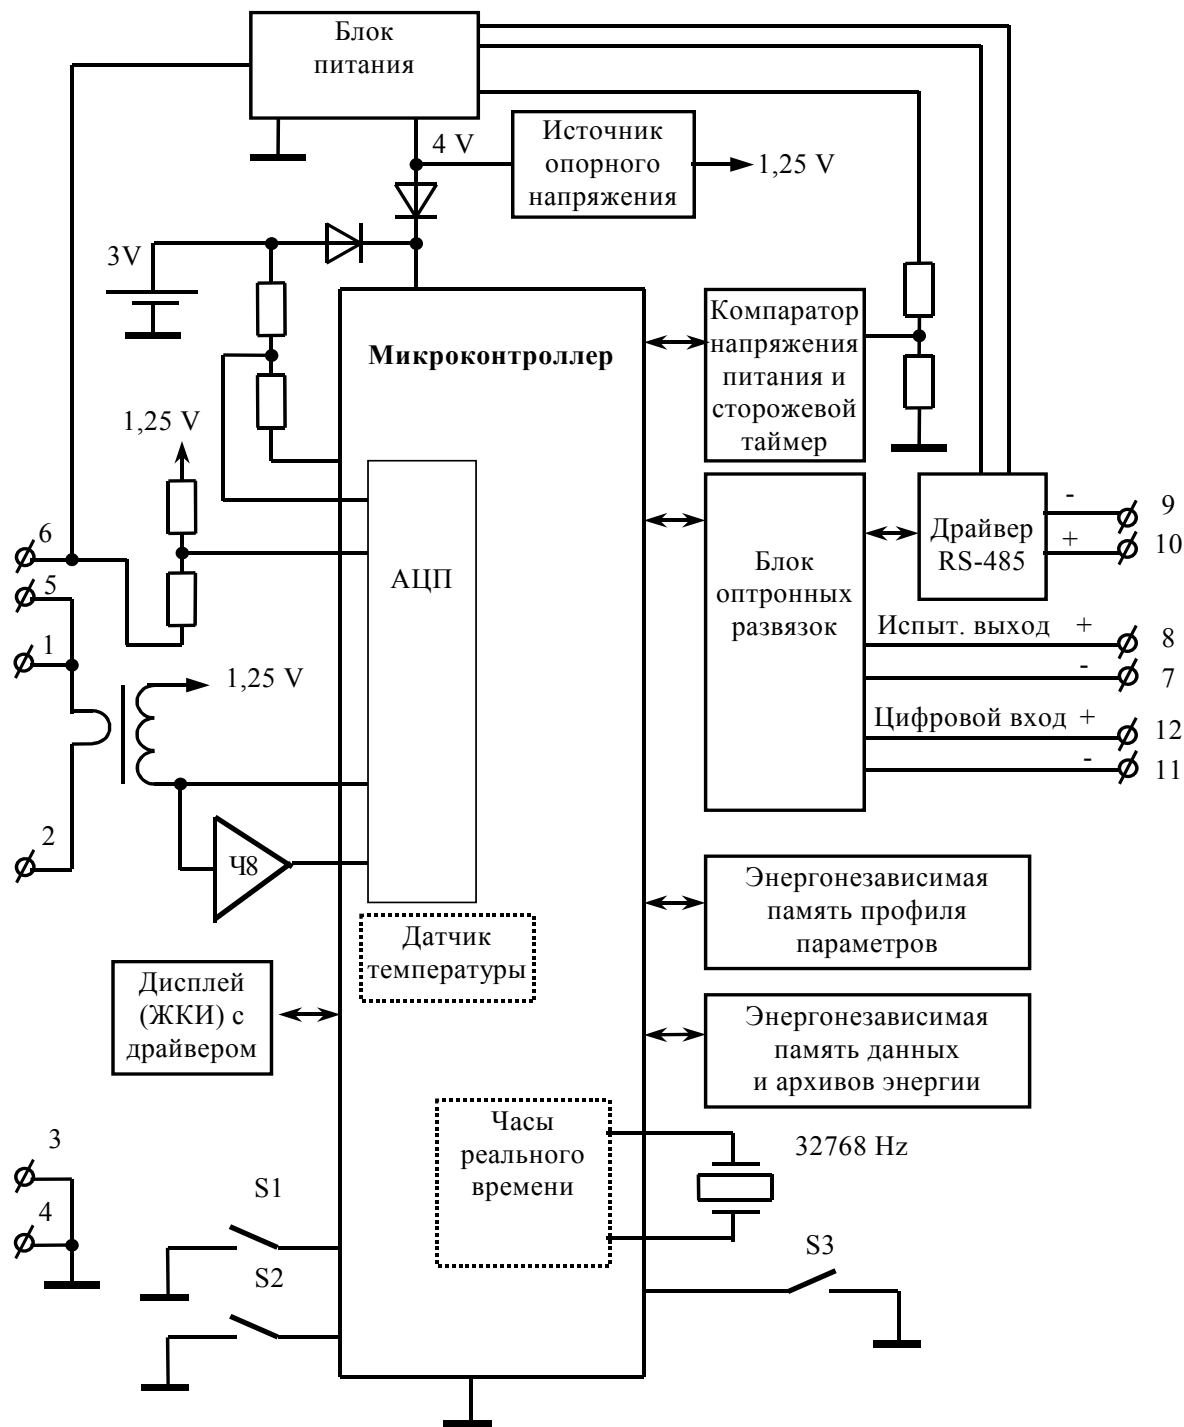 Блок
питания
4 V
Источник
опорного
напряжения
1,25 V
3V
Микроконтроллер
Компаратор
напряжения
питания и
сторожевой
таймер
1,25 V
6
5
1
АЦП
Блок
оптронных
развязок
Драйвер
RS-485
-
9
+
10
Испыт. выход +
8
-
7
Цифровой вход +
12
-
11
1,25 V
2
Ч8
Датчик
температуры
Энергонезависимая
память профиля
параметров
Дисплей
(ЖКИ) с
драйвером
Энергонезависимая
память данных
и архивов энергии
Часы
реального
времени
32768 Hz
3
4
S1
S2
S3